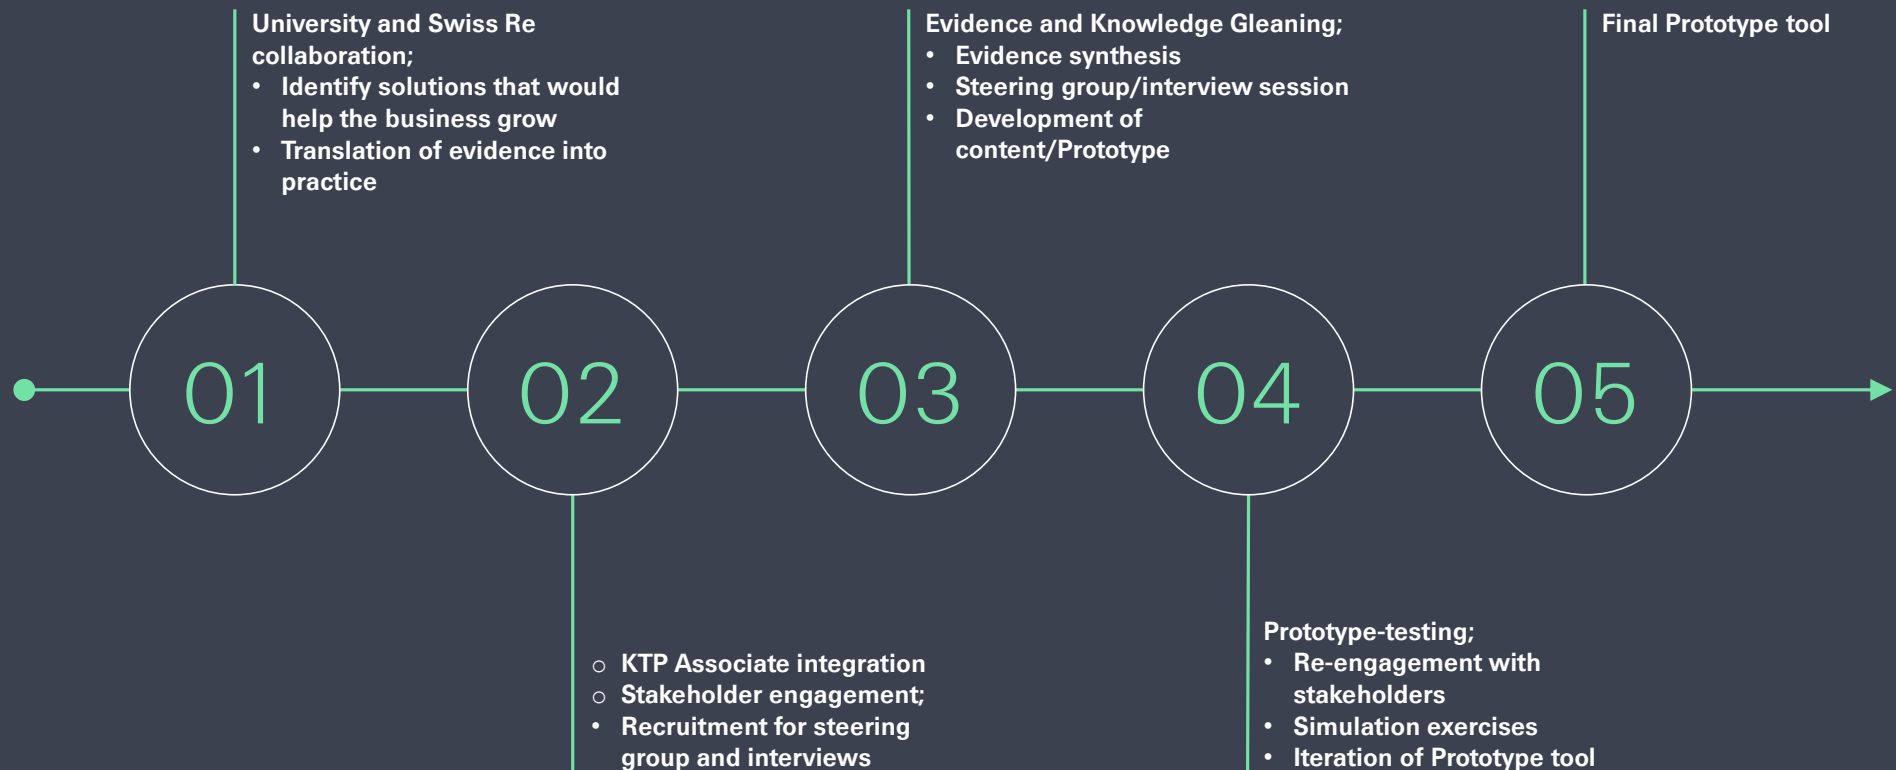 University and Swiss Re
collaboration;
• Identify solutions that would
help the business grow
• Translation of evidence into
practice
Evidence and Knowledge Gleaning;
• Evidence synthesis
• Steering group/interview session
• Development of
content/Prototype
Final Prototype tool
01
02
03
04
05
○ KTP Associate integration
○ Stakeholder engagement;
• Recruitment for steering
group and interviews
Prototype-testing;
• Re-engagement with
stakeholders
• Simulation exercises
• Iteration of Prototype tool